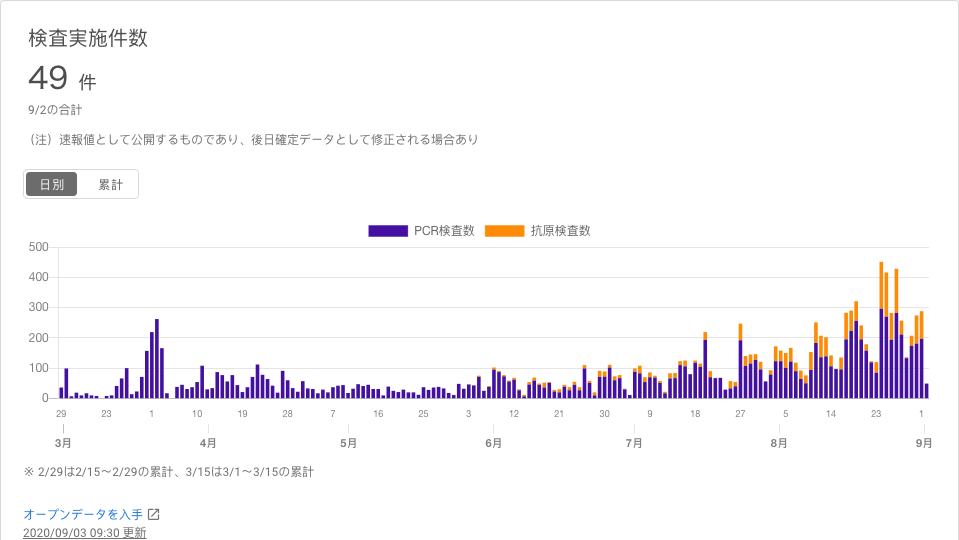 検査実施件数
49 件
9/2の合計
（注）速報値として公開するものであり、後日確定データとして修正される場合あり
日別 累計
PCR検査数 抗原検査数
500
400
300
200
100
0
29 23 1 10 19 28 7 16 25 3 12 21 30 9 18 27 5 14 23 1
3月 4月 5月 6月 7月 8月 9月
※ 2/29は2/15〜2/29の累計、3/15は3/1〜3/15の累計
オープンデータを入手
2020/09/03 09:30 更新